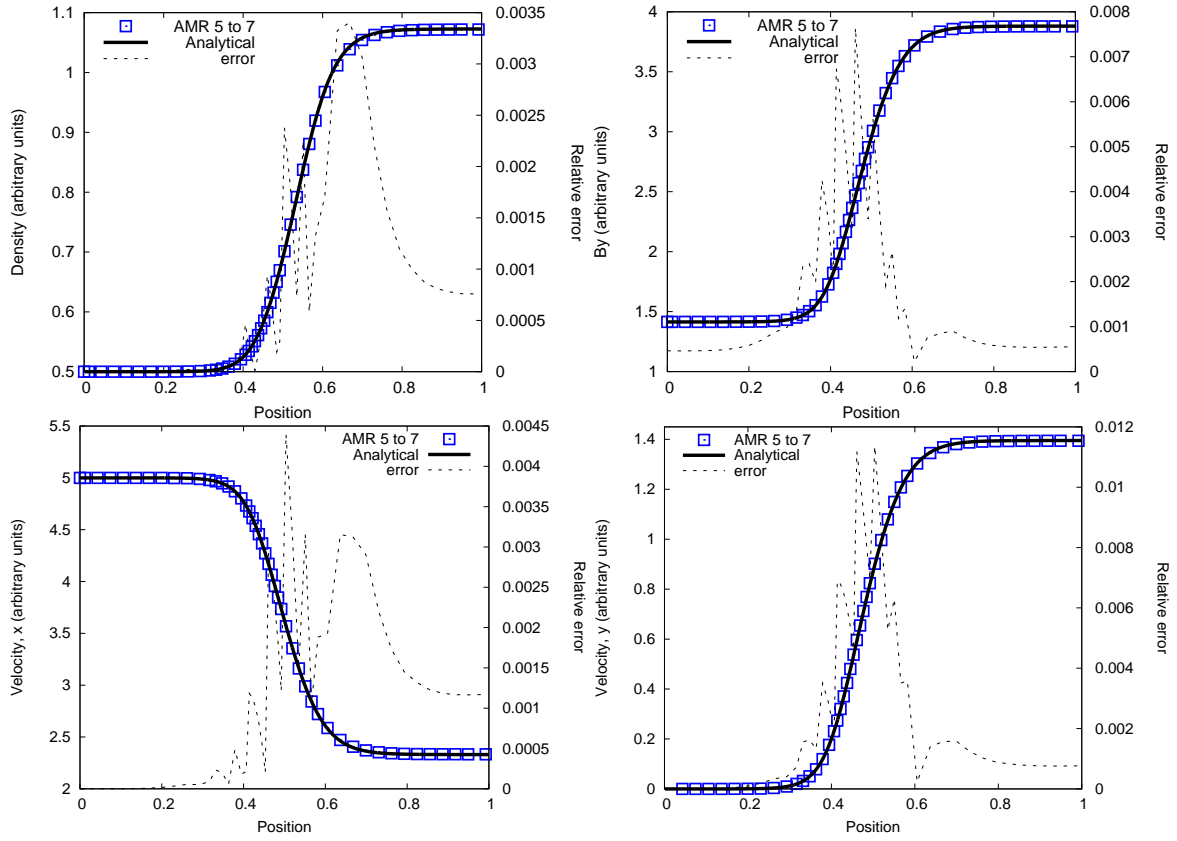 AMR 5 to 7
Analytical
error
Density (arbitrary units)
Relative error
Position
1.1
1
0.9
0.8
0.7
0.6
0.5
0 0.2 0.4 0.6 0.8 1
0.0035
0.003
0.0025
0.002
0.0015
0.001
0.0005
0
AMR 5 to 7
Analytical
error
By (arbitrary units)
Relative error
Position
4
3.5
3
2.5
2
1.5
1
0 0.2 0.4 0.6 0.8 1
0.008
0.007
0.006
0.005
0.004
0.003
0.002
0.001
0
AMR 5 to 7
Analytical
error
Velocity, x (arbitrary units)
Relative error
Position
5.5
5
4.5
4
3.5
3
2.5
2
0 0.2 0.4 0.6 0.8 1
0.0045
0.004
0.0035
0.003
0.0025
0.002
0.0015
0.001
0.0005
0
AMR 5 to 7
Analytical
error
Velocity, y (arbitrary units)
Relative error
Position
1.4
1.2
1
0.8
0.6
0.4
0.2
0
0 0.2 0.4 0.6 0.8 1
0.012
0.01
0.008
0.006
0.004
0.002
0